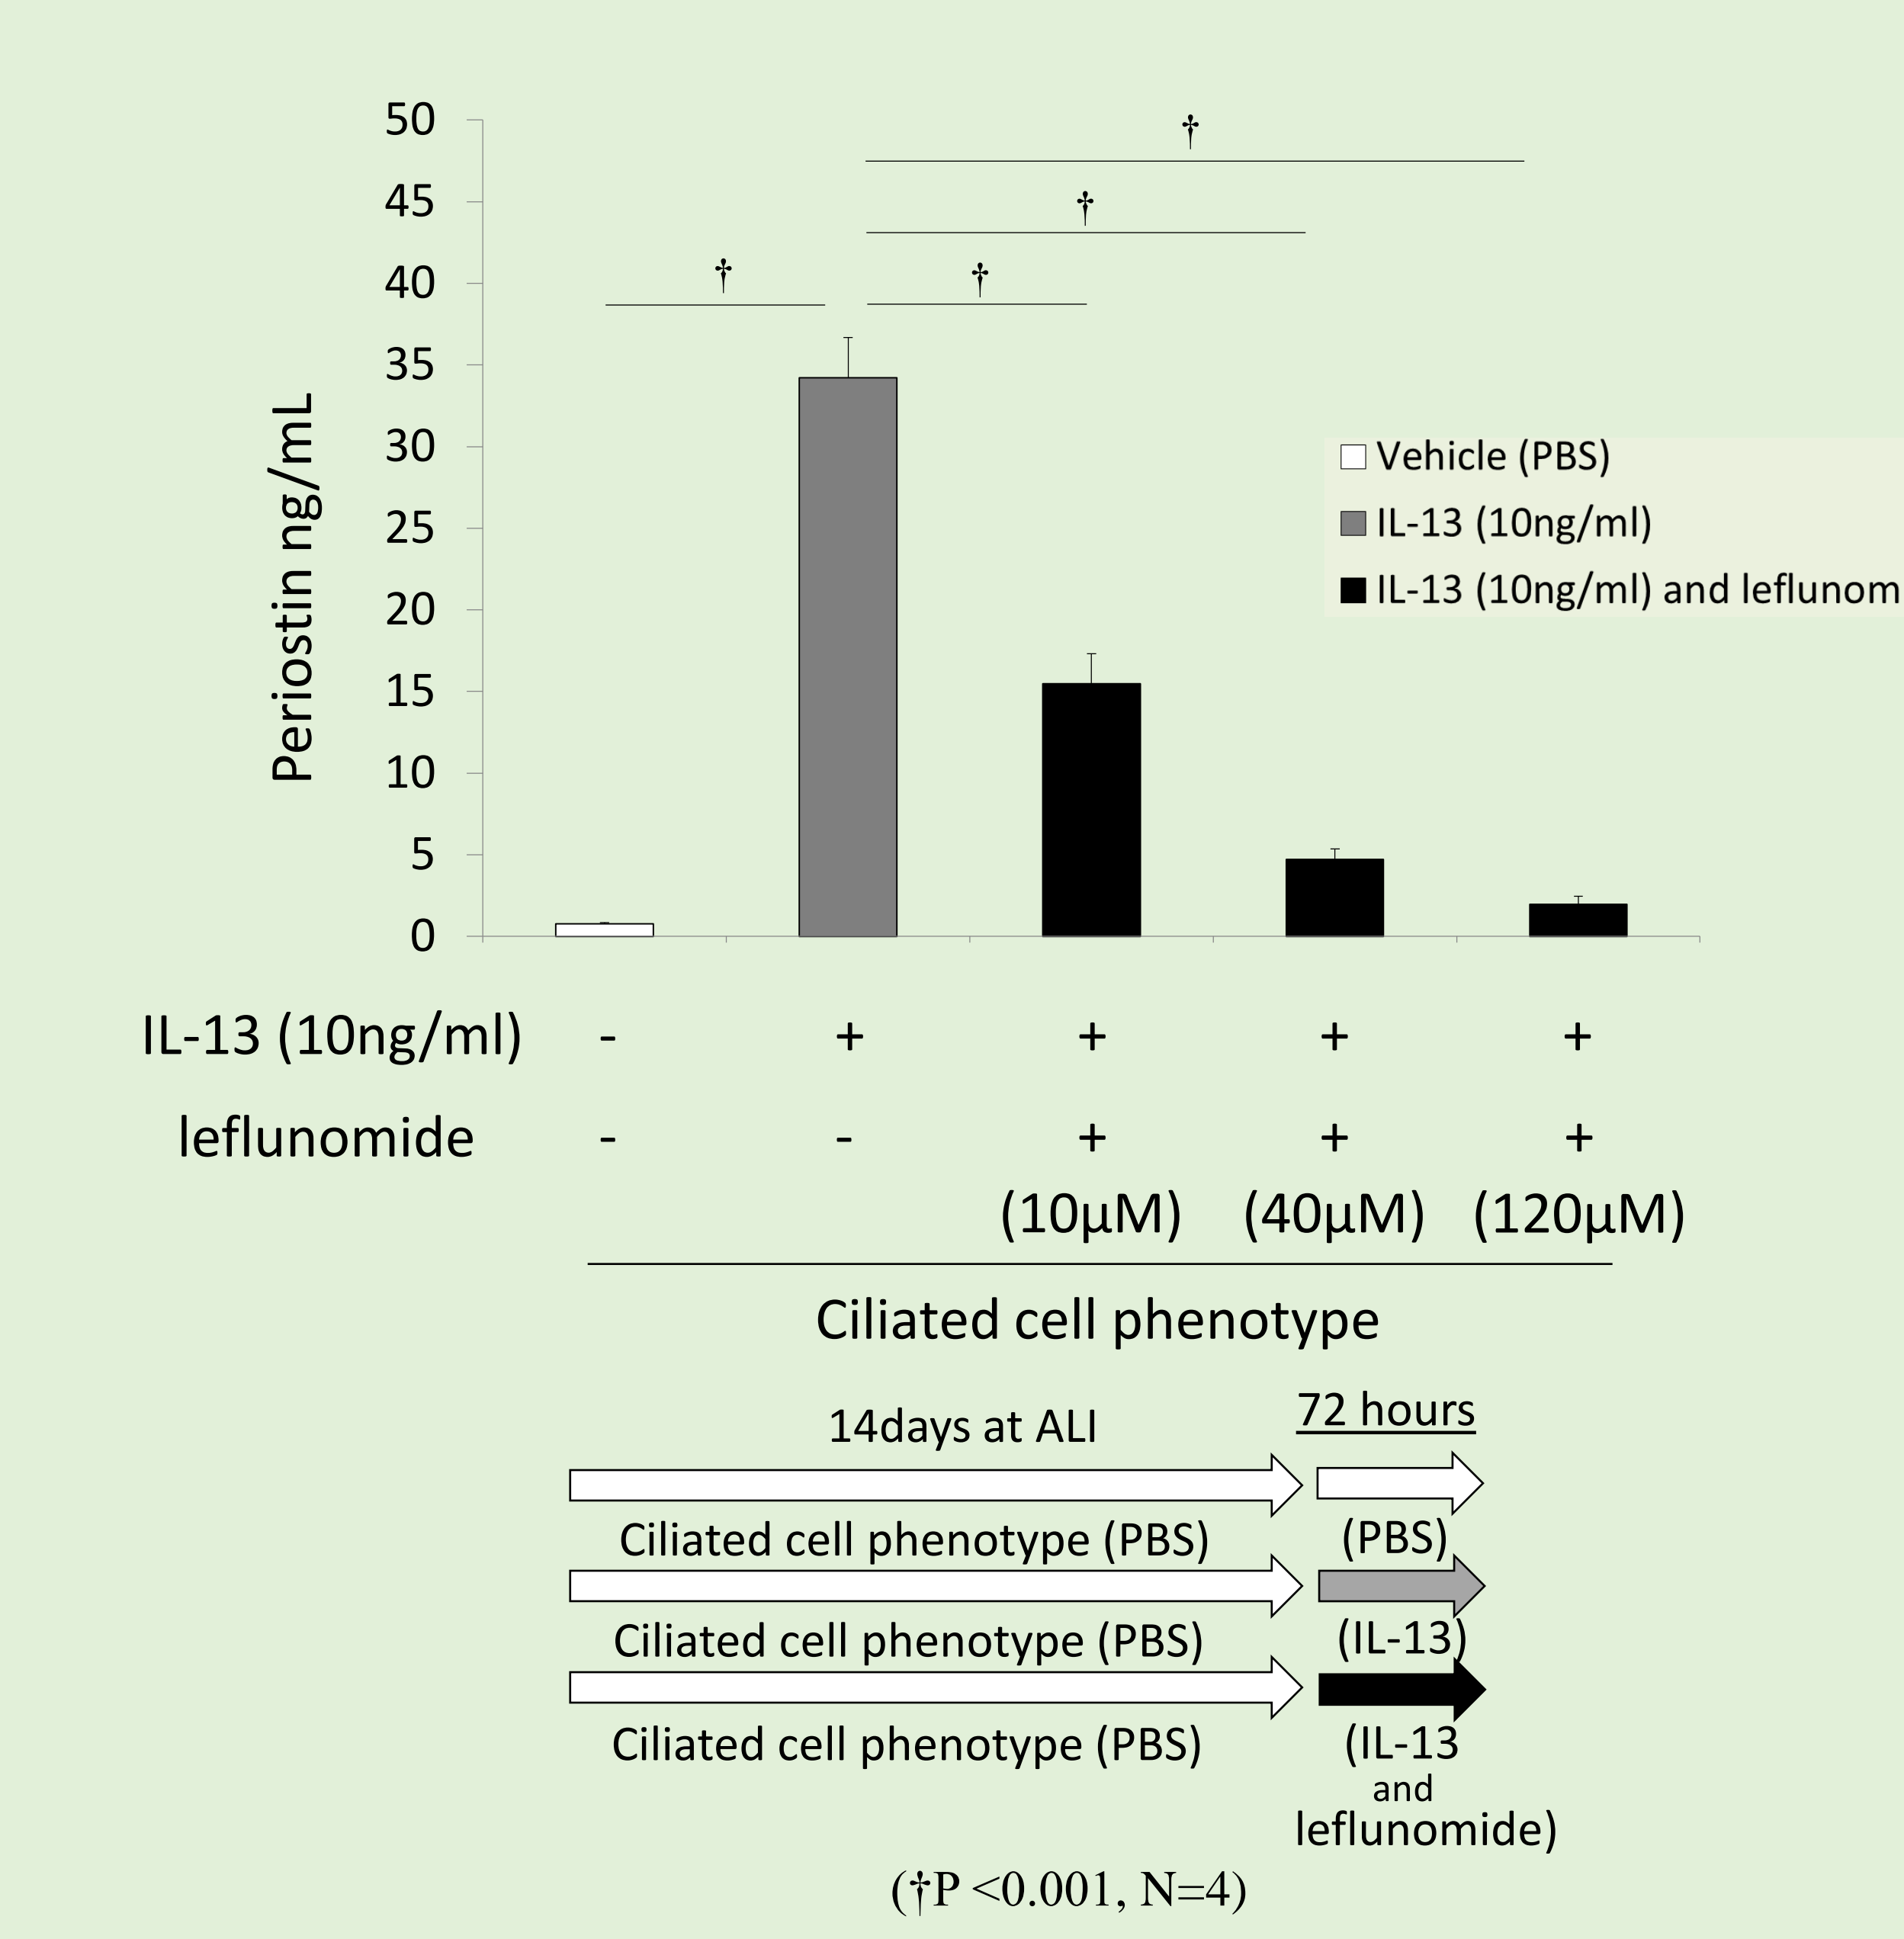 50
†
45
†
40
†
†
35
30
25
20
15
10
5
0
Periostin ng/mL
Vehicle (PBS)
IL-13 (10ng/ml)
IL-13 (10ng/ml) and leflunom
IL-13 (10ng/ml) - + + + +
leflunomide - - + + +
(10µM) (40µM) (120µM)
Ciliated cell phenotype
14days at ALI
72 hours
Ciliated cell phenotype (PBS) (PBS)
Ciliated cell phenotype (PBS) (IL-13)
Ciliated cell phenotype (PBS) (IL-13
and
leflunomide)
(†P <0.001, N=4)